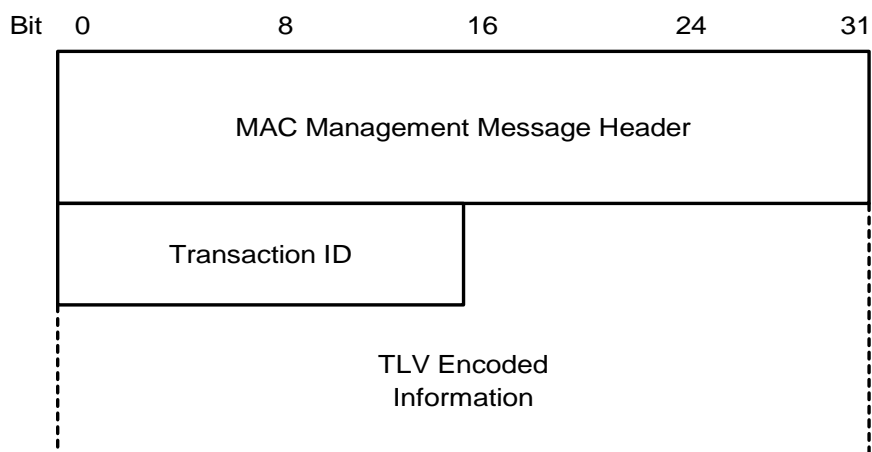 Bit 0 8 16 24 31
MAC Management Message Header
Transaction ID
TLV Encoded
Information